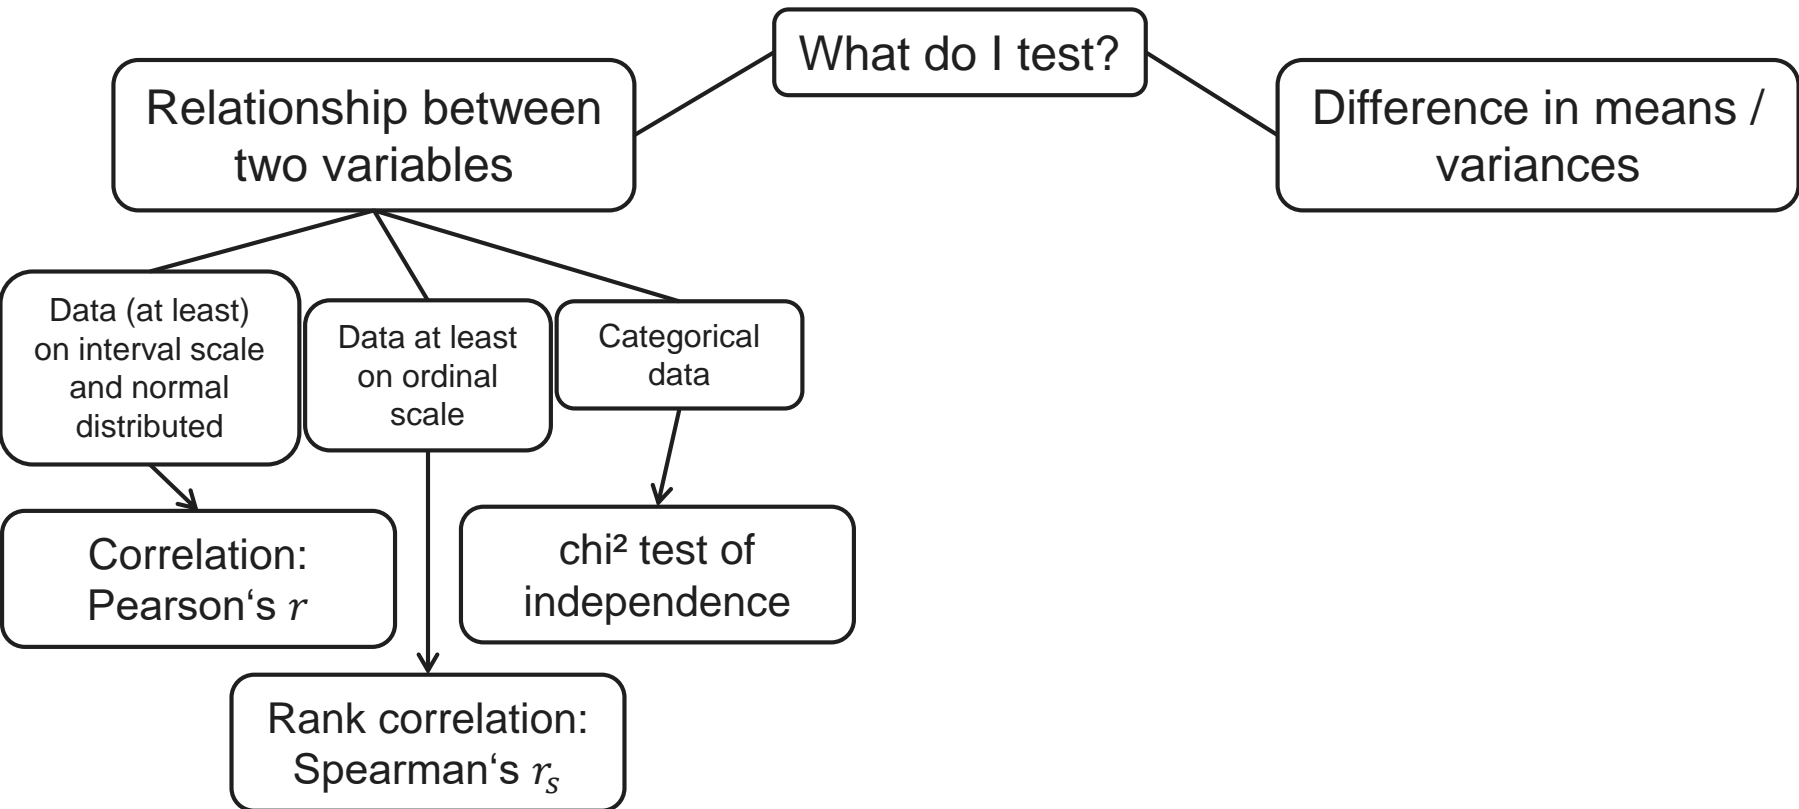 What do I test?
Relationship between
two variables
Difference in means /
variances
Data (at least)
on interval scale
and normal
distributed
Data at least
on ordinal
scale
Categorical
data
Correlation:
Pearson‘s r
chi² test of
independence
Rank correlation:
Spearman‘s rₛ